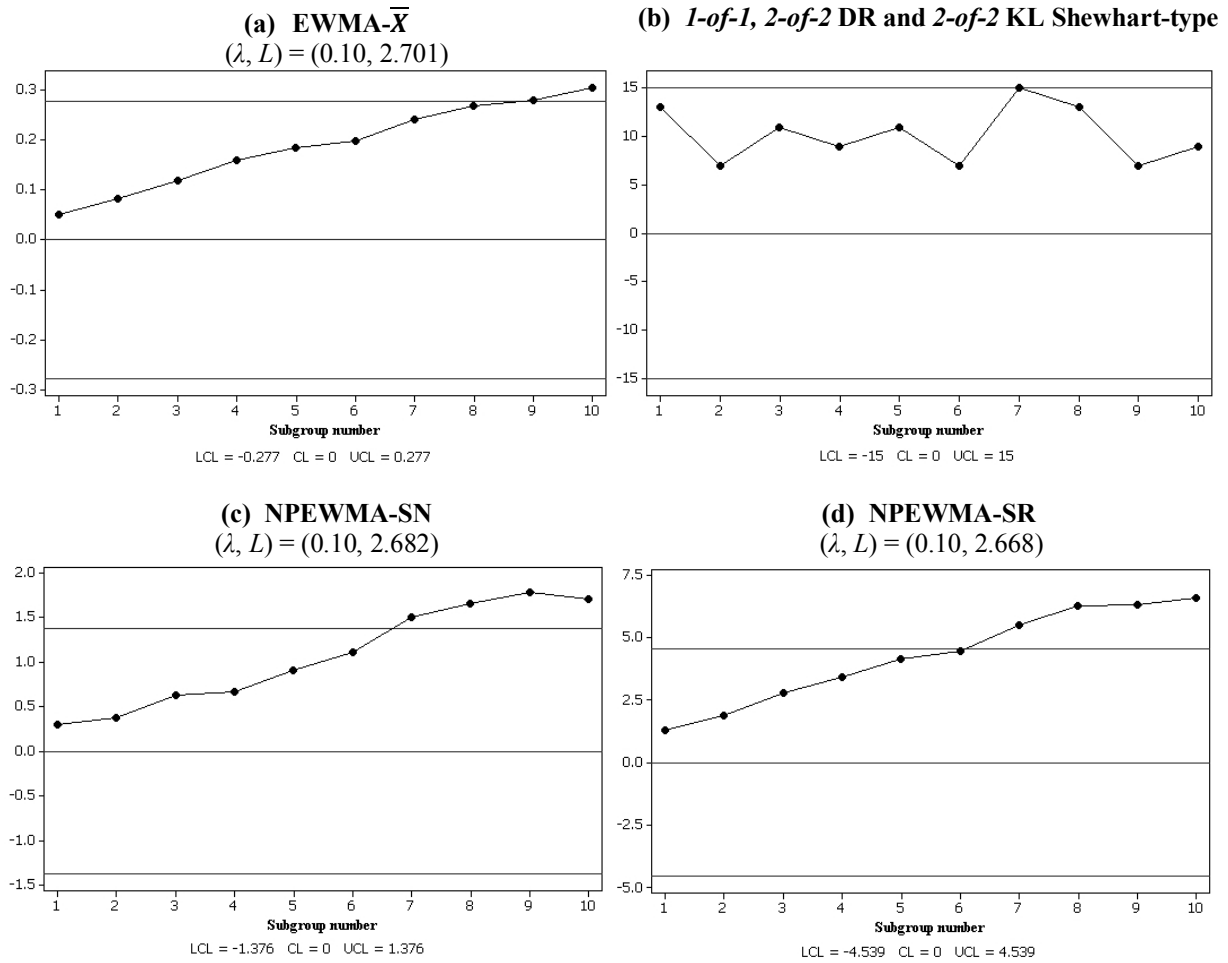 (a) EWMA-X̅
(λ, L) = (0.10, 2.701)
0.3
0.2
0.1
0.0
-0.1
-0.2
-0.3
1 2 3 4 5 6 7 8 9 10
Subgroup number
LCL = -0.277 CL = 0 UCL = 0.277
(b) 1-of-1, 2-of-2 DR and 2-of-2 KL Shewhart-type
15
10
5
0
-5
-10
-15
1 2 3 4 5 6 7 8 9 10
Subgroup number
LCL = -15 CL = 0 UCL = 15
(c) NPEWMA-SN
(λ, L) = (0.10, 2.682)
2.0
1.5
1.0
0.5
0.0
-0.5
-1.0
-1.5
1 2 3 4 5 6 7 8 9 10
Subgroup number
LCL = -1.376 CL = 0 UCL = 1.376
(d) NPEWMA-SR
(λ, L) = (0.10, 2.668)
7.5
5.0
2.5
0.0
-2.5
-5.0
1 2 3 4 5 6 7 8 9 10
Subgroup number
LCL = -4.539 CL = 0 UCL = 4.539